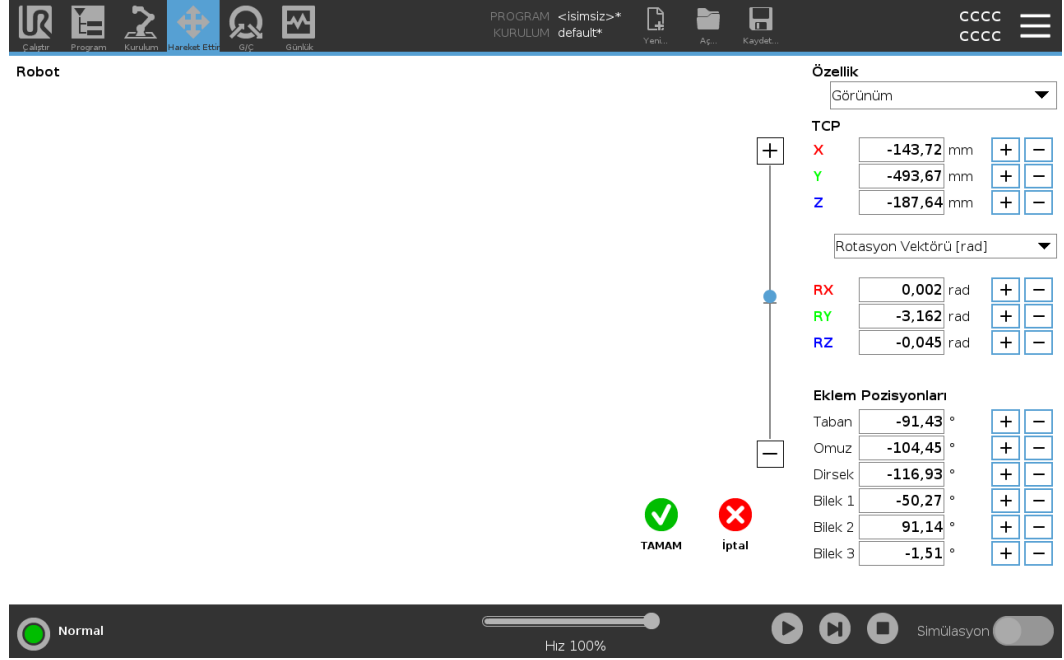 PROGRAM <isimsiz>*
KURULUM default*
Çalıştır Program Kurulum Hareket Ettir G/Ç Günlük
Yeni... Aç... Kaydet...
CCCC
CCCC
Robot
Özellik
Görünüm
TCP
X -143,72 mm
Y -493,67 mm
Z -187,64 mm
Rotasyon Vektörü [rad]
RX 0,002 rad
RY -3,162 rad
RZ -0,045 rad
Eklem Pozisyonları
Taban -91,43 °
Omuz -104,45 °
Dirsek -116,93 °
Bilek 1 -50,27 °
Bilek 2 91,14 °
Bilek 3 -1,51 °
TAMAM İptal
Normal
Hız 100%
Simülasyon